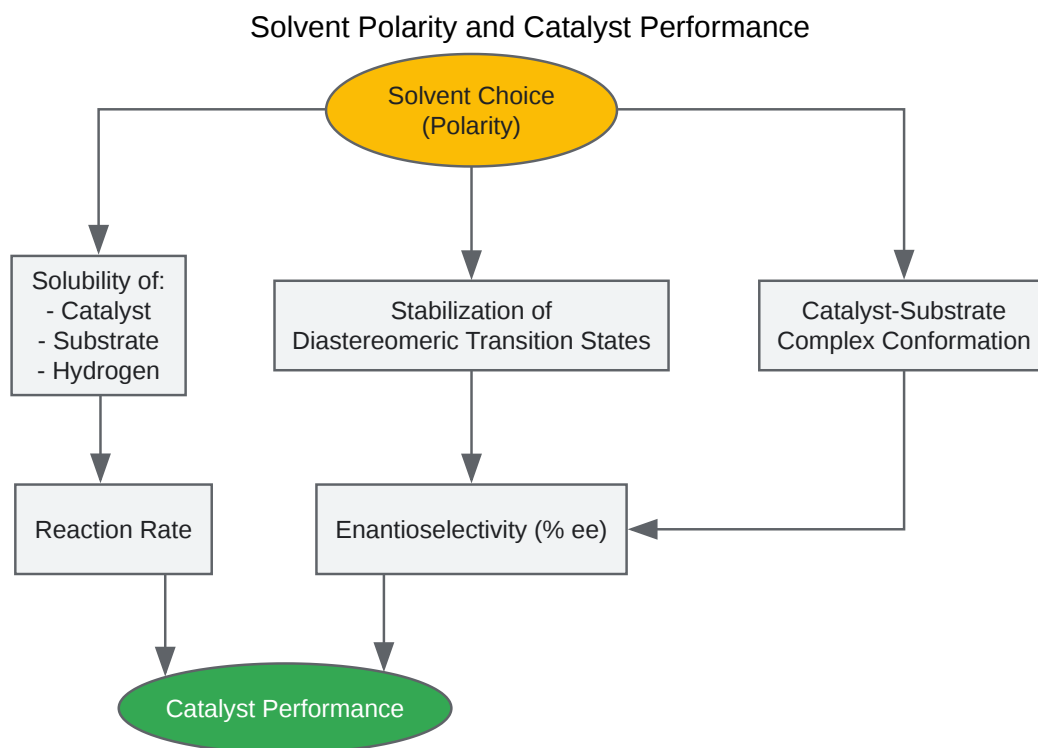 Solvent Polarity and Catalyst Performance
Solvent Choice
(Polarity)
Solubility of:
- Catalyst
- Substrate
- Hydrogen
Stabilization of
Diastereomeric Transition States
Catalyst-Substrate
Complex Conformation
Reaction Rate
Enantioselectivity (% ee)
Catalyst Performance